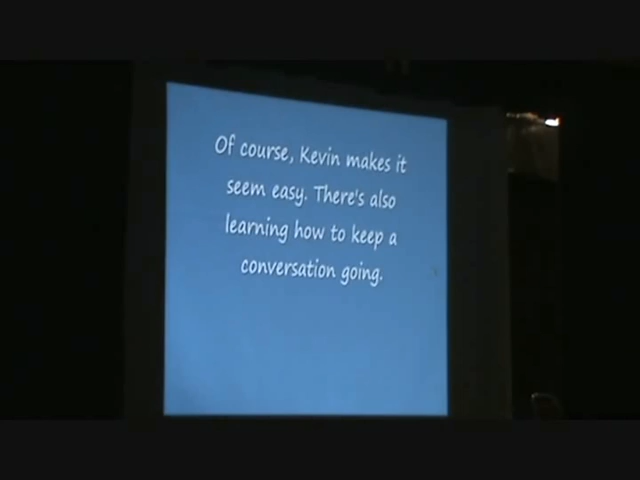 Of course, Kevin makes it
seem easy. There's also
learning how to keep a
conversation going.